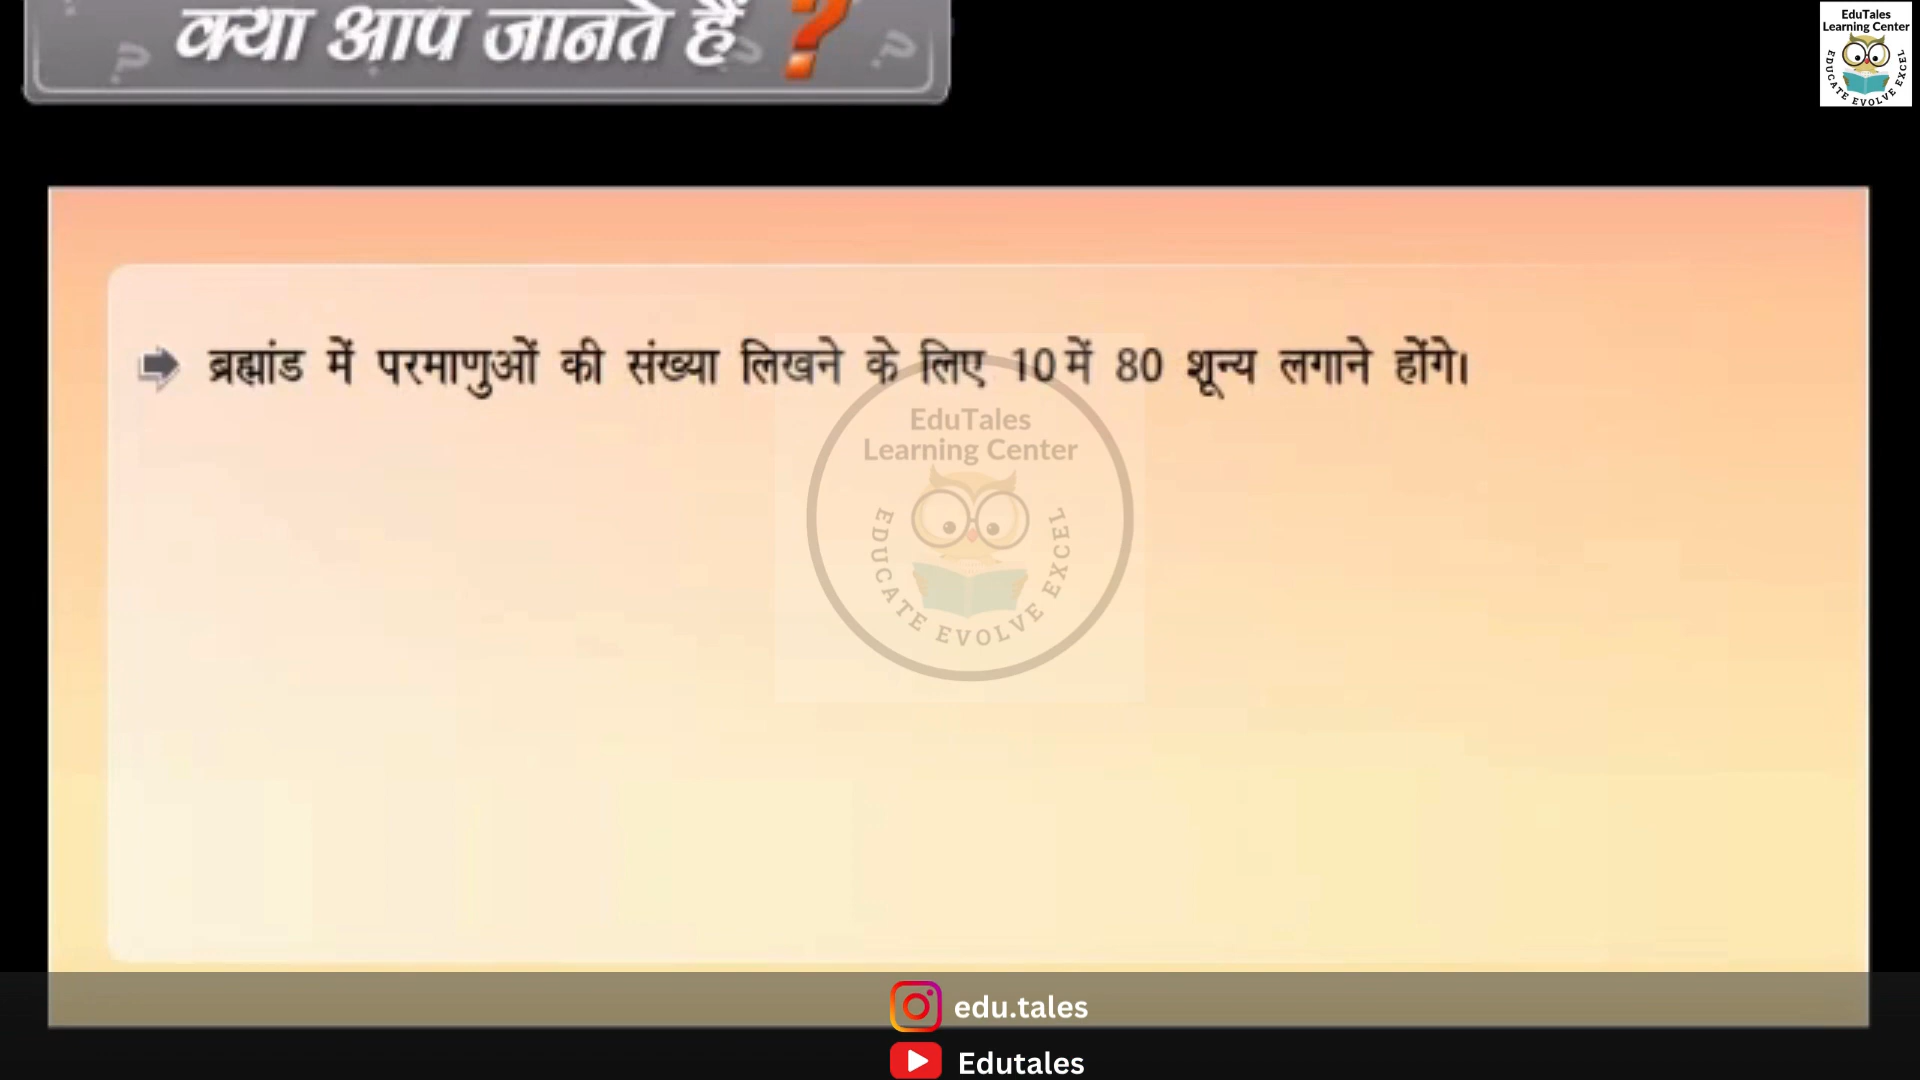 क्या आप जानते हैं ?
EduTales
Learning Center
EDUCATE EVOLVE EXCEL
ब्रह्मांड में परमाणुओं की संख्या लिखने के लिए 10 में 80 शून्य लगाने होंगे।
EduTales
Learning Center
EDUCATE EVOLVE EXCEL
edu.tales
Edutales